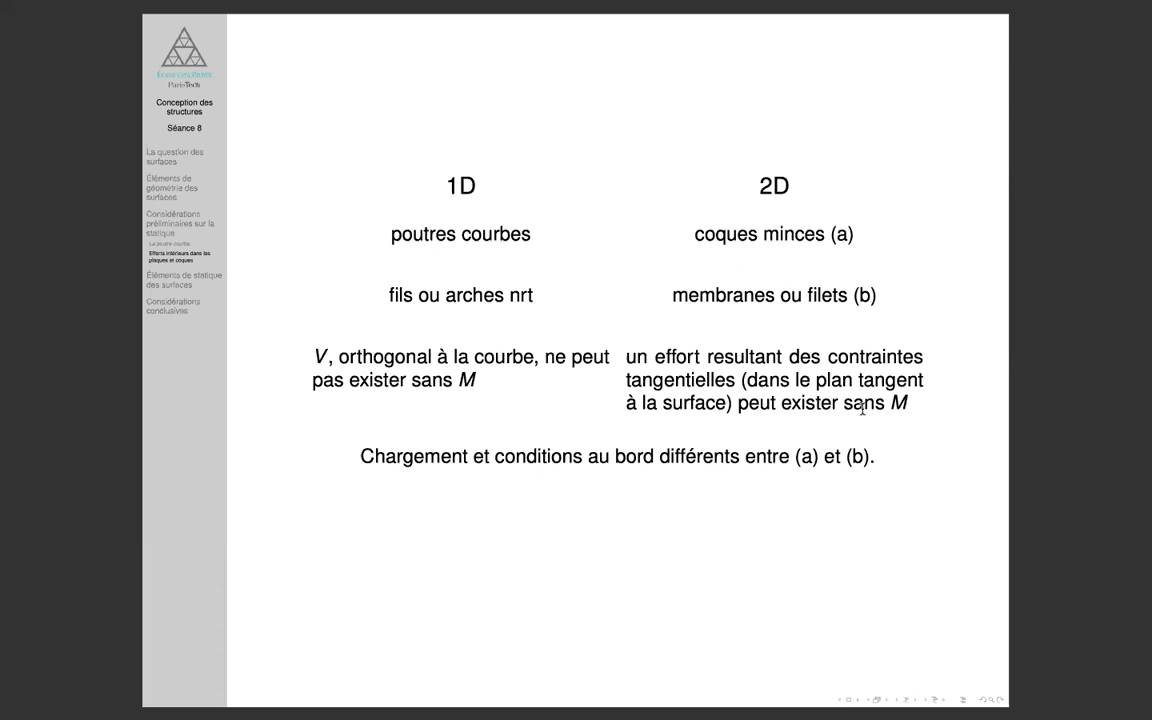 École des Ponts
ParisTech
Conception des
structures
Séance 8
La question des
surfaces
Éléments de
géométrie des
surfaces
Considérations
préliminaires sur la
statique
La poutre courbe
Efforts intérieurs dans les
plaques et coques
Éléments de statique
des surfaces
Considérations
conclusives
1D
2D
poutres courbes
coques minces (a)
fils ou arches nrt
membranes ou filets (b)
V, orthogonal à la courbe, ne peut
pas exister sans M
un effort resultant des contraintes
tangentielles (dans le plan tangent
à la surface) peut exister sans M
Chargement et conditions au bord différents entre (a) et (b).